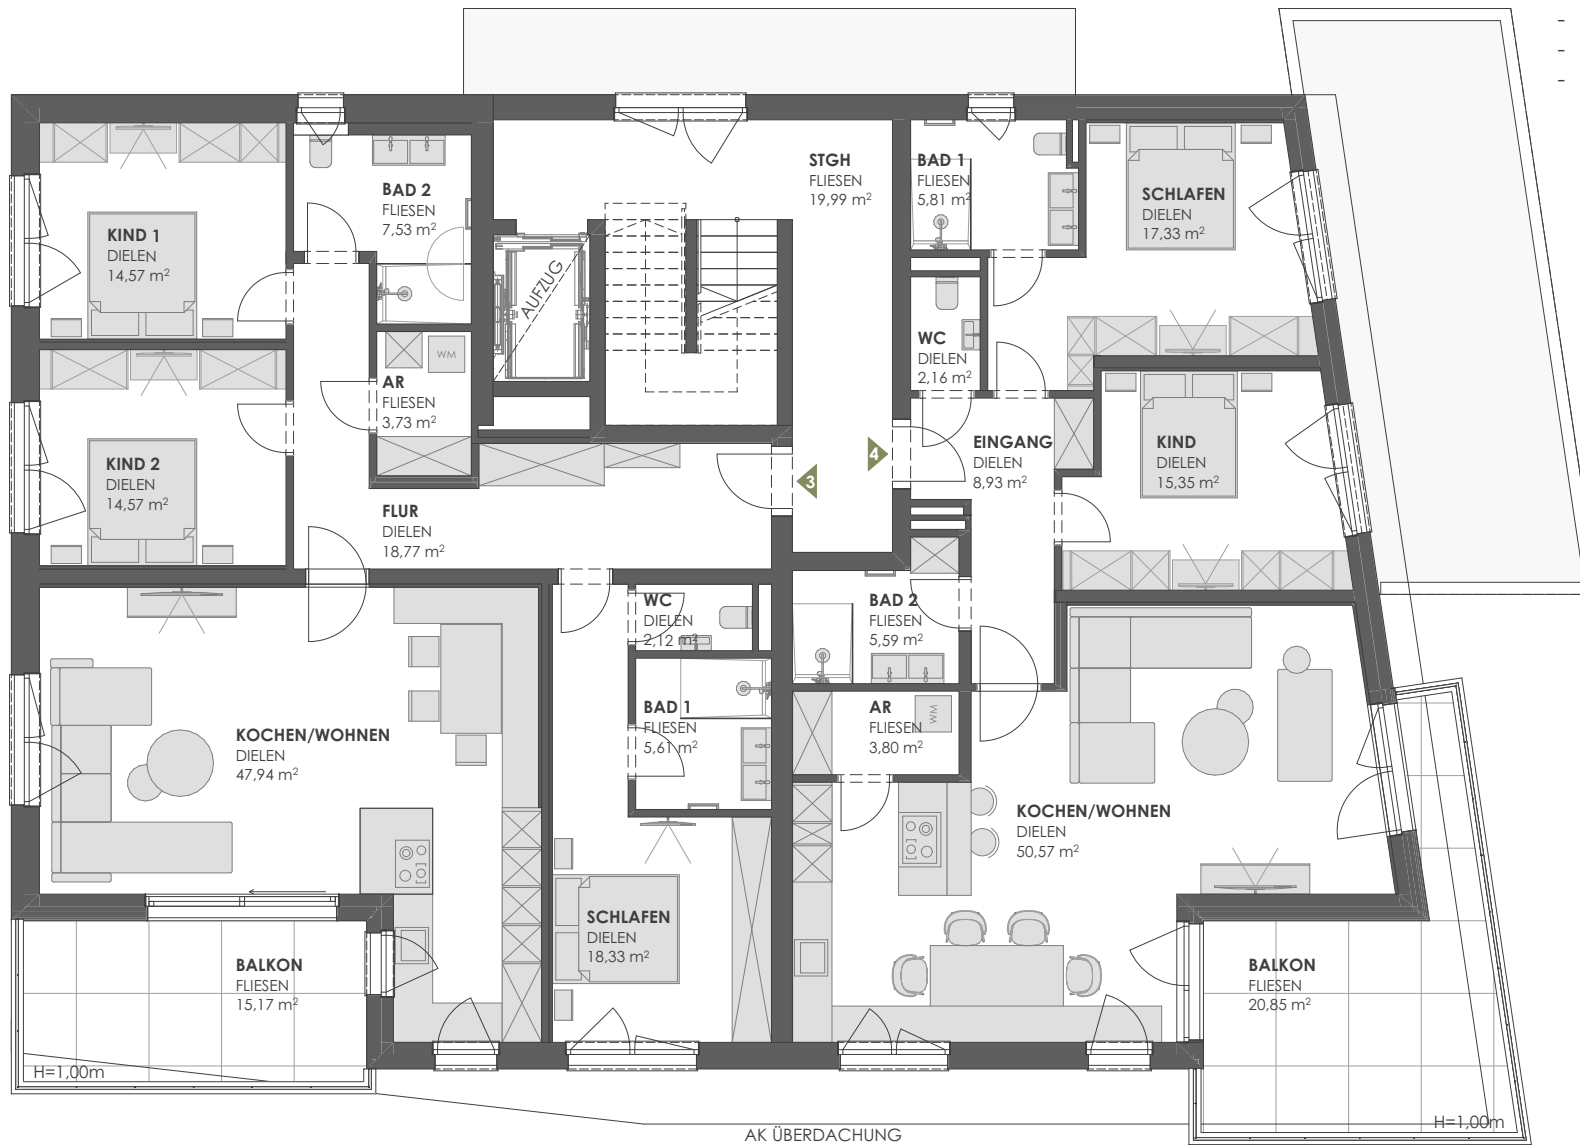 KIND 1
DIELEN
14,57 m²
BAD 2
FLIESEN
7,53 m²
STGH
FLIESEN
19,99 m²
BAD 1
FLIESEN
5,81 m²
SCHLAFEN
DIELEN
17,33 m²
AUFZUG
KIND 2
DIELEN
14,57 m²
AR
FLIESEN
3,73 m²
WM
WC
DIELEN
2,16 m²
3
4
EINGANG
DIELEN
8,93 m²
KIND
DIELEN
15,35 m²
FLUR
DIELEN
18,77 m²
WC
DIELEN
2,12 m²
BAD 2
FLIESEN
5,59 m²
BAD 1
FLIESEN
5,61 m²
AR
FLIESEN
3,80 m²
WM
KOCHEN/WOHNEN
DIELEN
47,94 m²
KOCHEN/WOHNEN
DIELEN
50,57 m²
SCHLAFEN
DIELEN
18,33 m²
BALKON
FLIESEN
15,17 m²
BALKON
FLIESEN
20,85 m²
H=1,00m
H=1,00m
AK ÜBERDACHUNG